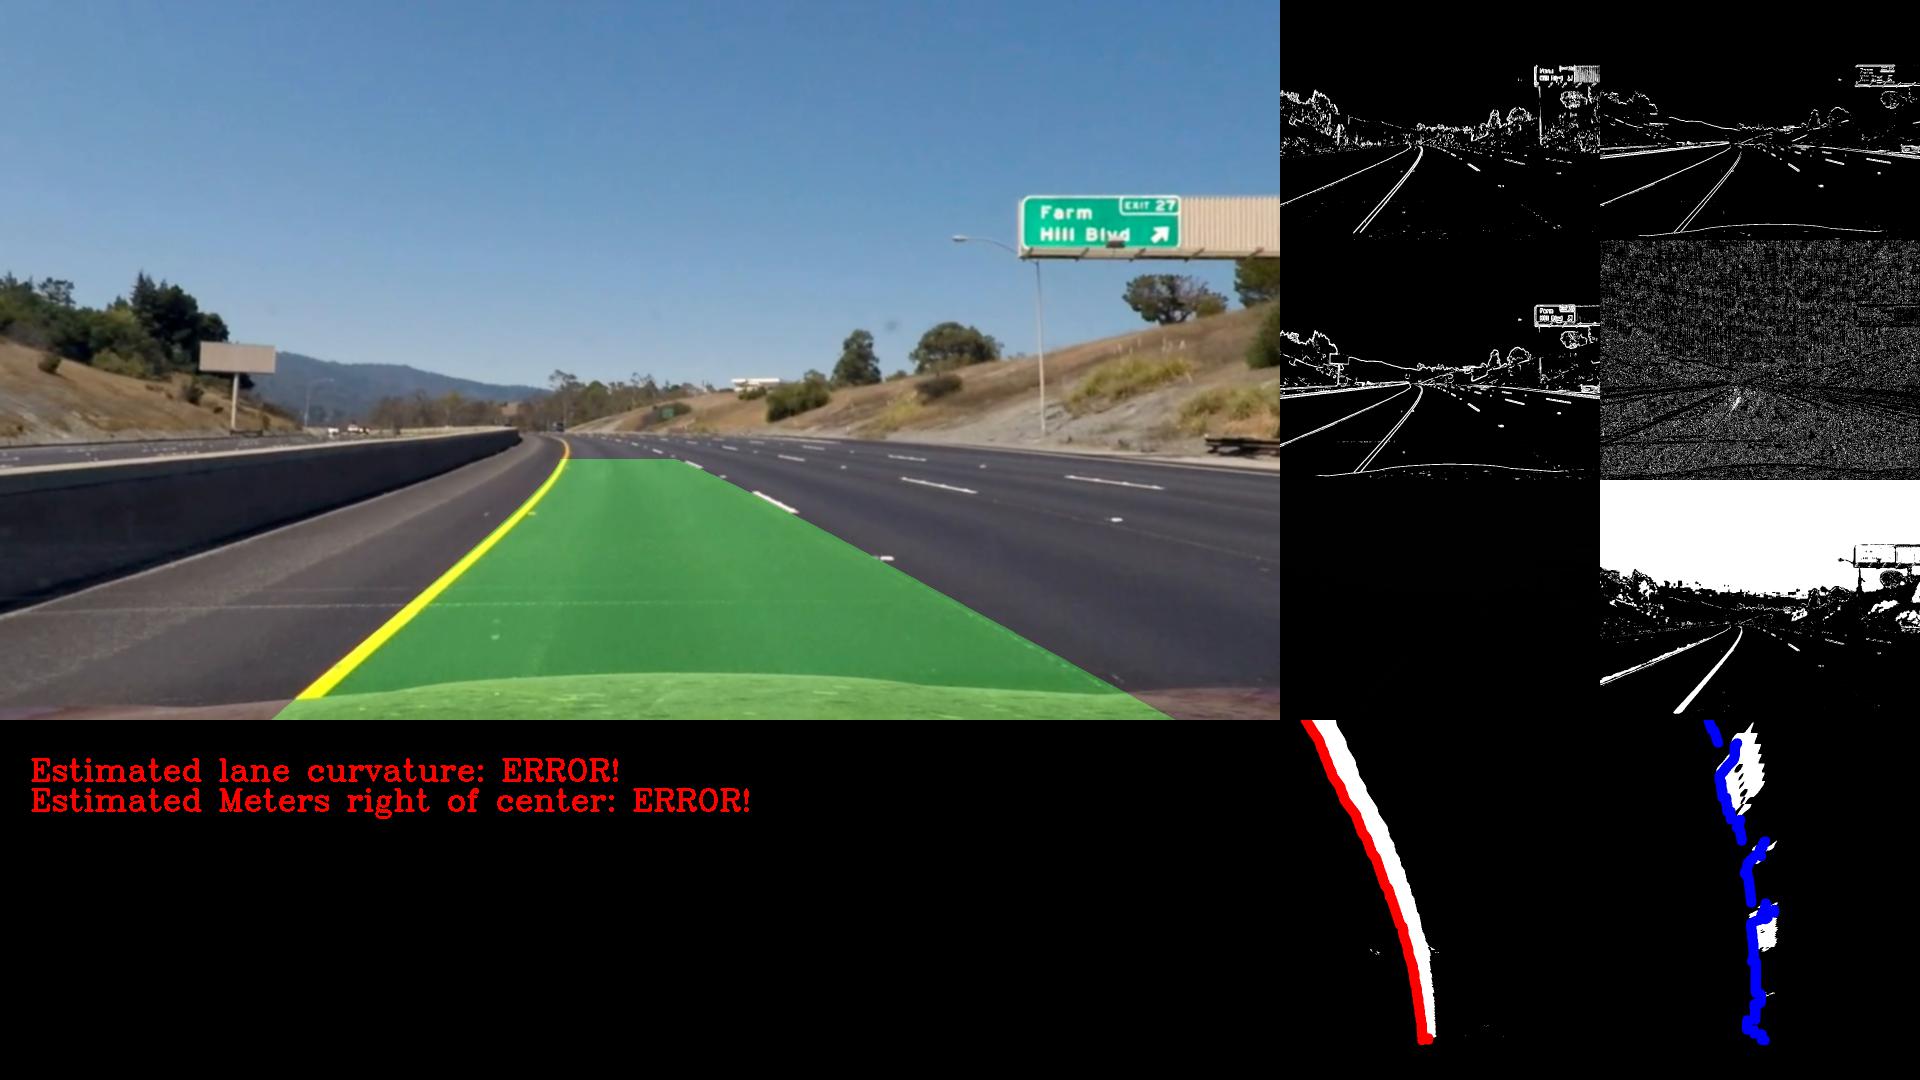 EXIT 27
Farm
Hill Blvd
Estimated lane curvature: ERROR!
Estimated Meters right of center: ERROR!